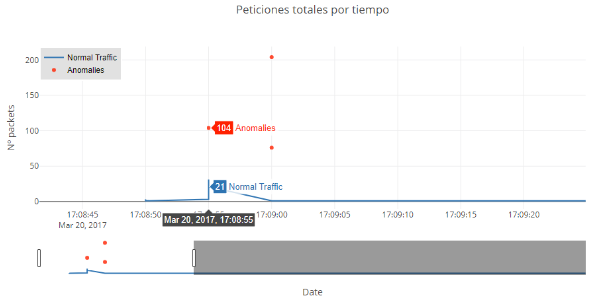 Peticiones totales por tiempo
Normal Traffic
Anomalies
Nº packets
200
150
100
50
0
104 Anomalies
21 Normal Traffic
17:08:45
17:08:50
17:09:00
17:09:05
17:09:10
17:09:15
17:09:20
Mar 20, 2017
Mar 20, 2017, 17:08:55
Date